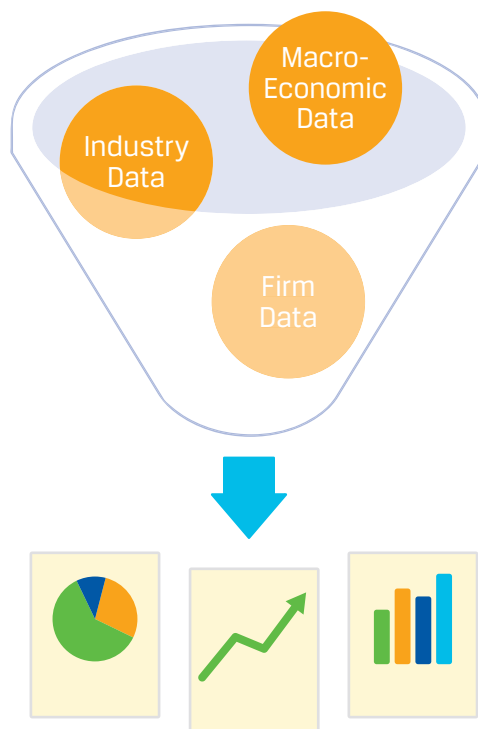 Macro-
Economic
Data
Industry
Data
Firm
Data